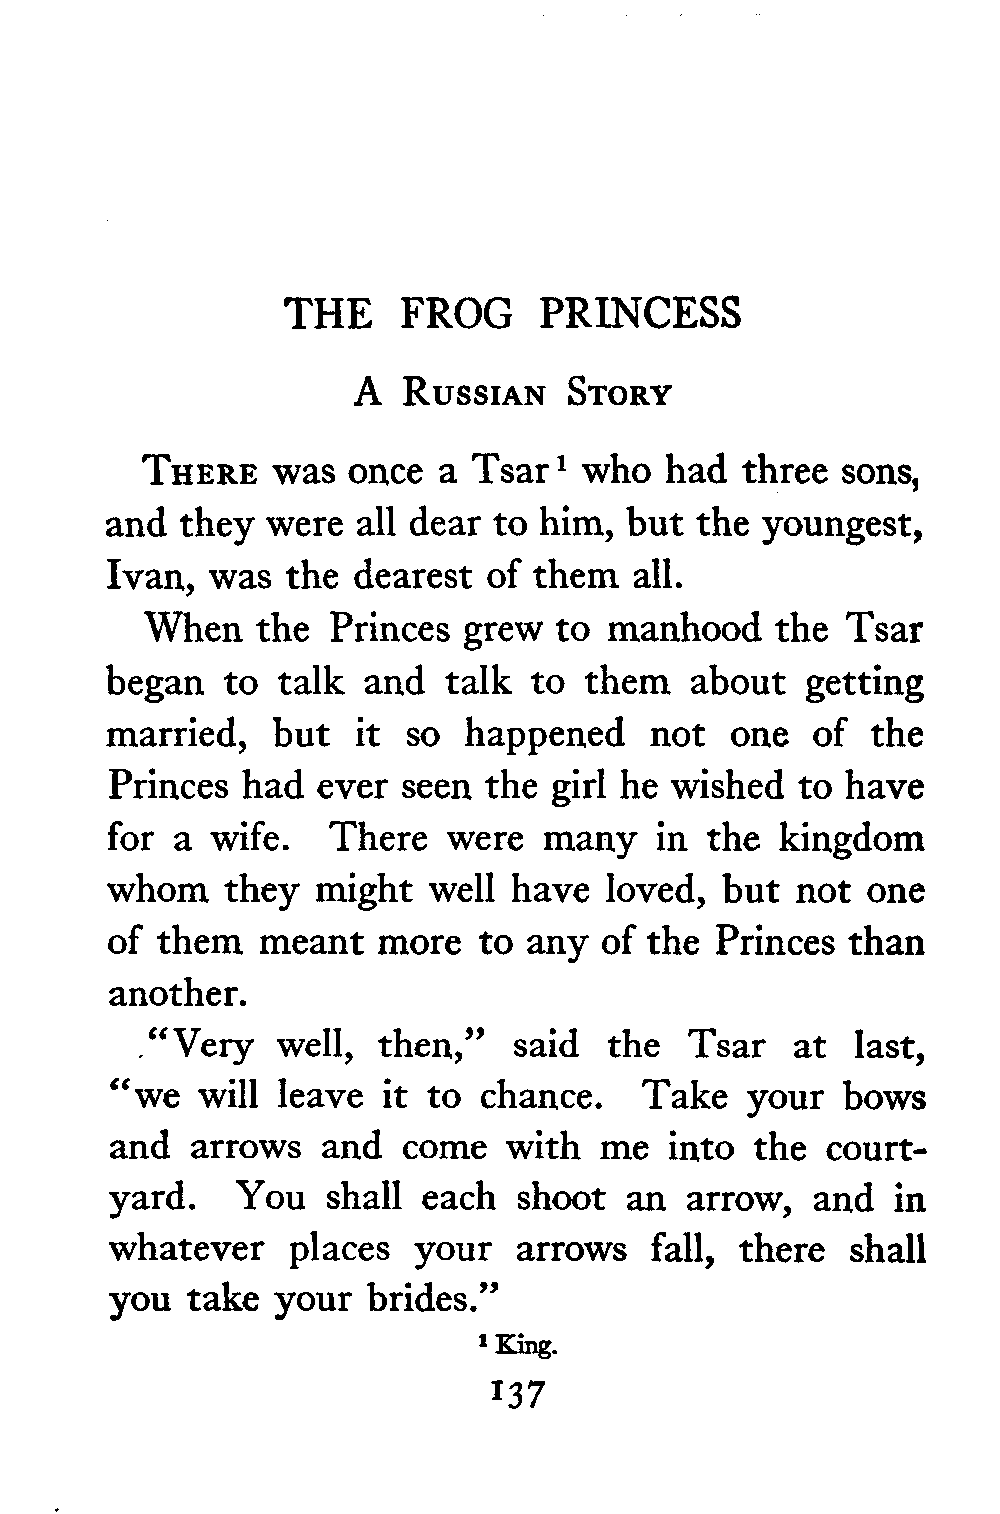 THE FROG PRINCESS
A RUSSIAN STORY
THERE was once a Tsar¹ who had three sons,
and they were all dear to him, but the youngest,
Ivan, was the dearest of them all.
When the Princes grew to manhood the Tsar
began to talk and talk to them about getting
married, but it so happened not one of the
Princes had ever seen the girl he wished to have
for a wife. There were many in the kingdom
whom they might well have loved, but not one
of them meant more to any of the Princes than
another.
"Very well, then," said the Tsar at last,
"we will leave it to chance. Take your bows
and arrows and come with me into the court-
yard. You shall each shoot an arrow, and in
whatever places your arrows fall, there shall
you take your brides."
¹ King.
137